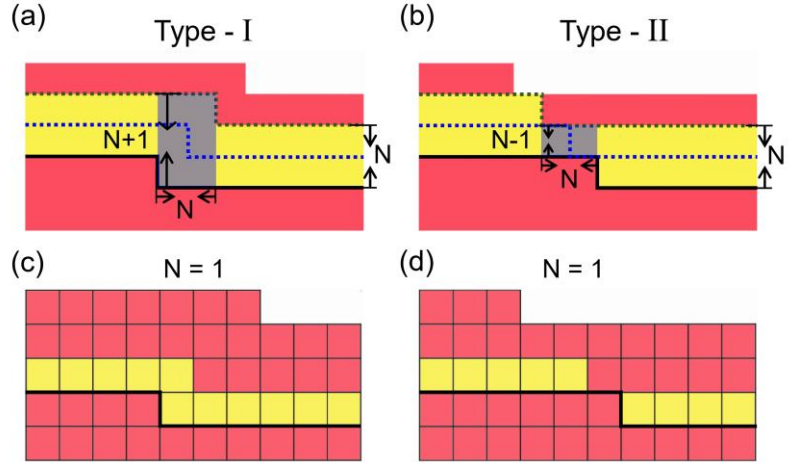 (a)
Type - I
N+1
N
N
(b)
Type - II
N-1
N
N
(c)
N = 1
(d)
N = 1